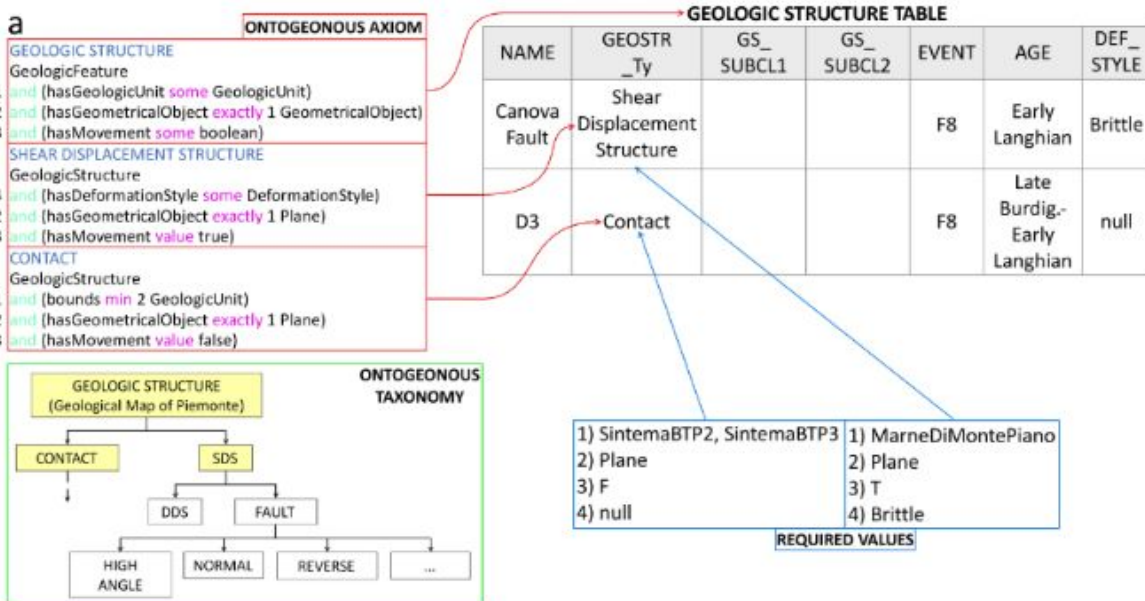 a
ONTOGEONOUS AXIOM
GEOLOGIC STRUCTURE
GeologicFeature
and (hasGeologicUnit some GeologicUnit)
2 and (hasGeometricalObject exactly 1 GeometricalObject)
and (hasMovement some boolean)
SHEAR DISPLACEMENT STRUCTURE
GeologicStructure
and (hasDeformationStyle some DeformationStyle)
2 and (hasGeometricalObject exactly 1 Plane)
and (hasMovement value true)
CONTACT
GeologicStructure
and (bounds min 2 GeologicUnit)
2 and (hasGeometricalObject exactly 1 Plane)
and (hasMovement value false)
GEOLOGIC STRUCTURE TABLE
NAME GEOSTR_Ty GS_SUBCL1 GS_SUBCL2 EVENT AGE DEF_STYLE
Canova Fault Shear Displacement Structure F8 Early Langhian Brittle
D3 Contact F8 Late Burdig.-Early Langhian null
ONTOGEONOUS
TAXONOMY
GEOLOGIC STRUCTURE
(Geological Map of Piemonte)
CONTACT SDS
DDS FAULT
HIGH ANGLE NORMAL REVERSE ...
1) SintemaBTP2, SintemaBTP3
2) Plane
3) F
4) null
1) MarneDiMontePiano
2) Plane
3) T
4) Brittle
REQUIRED VALUES